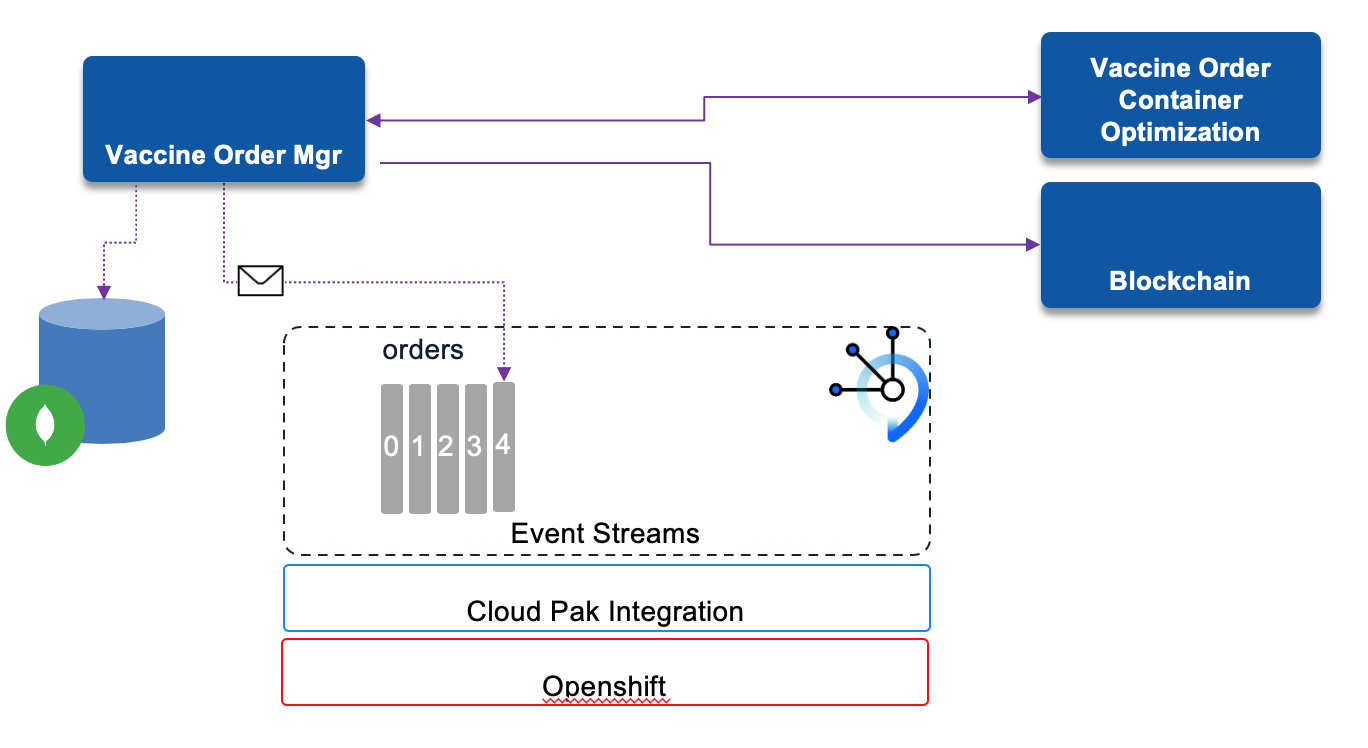 Vaccine Order Mgr
Vaccine Order
Container
Optimization
Blockchain
orders
0 1 2 3 4
Event Streams
Cloud Pak Integration
Openshift